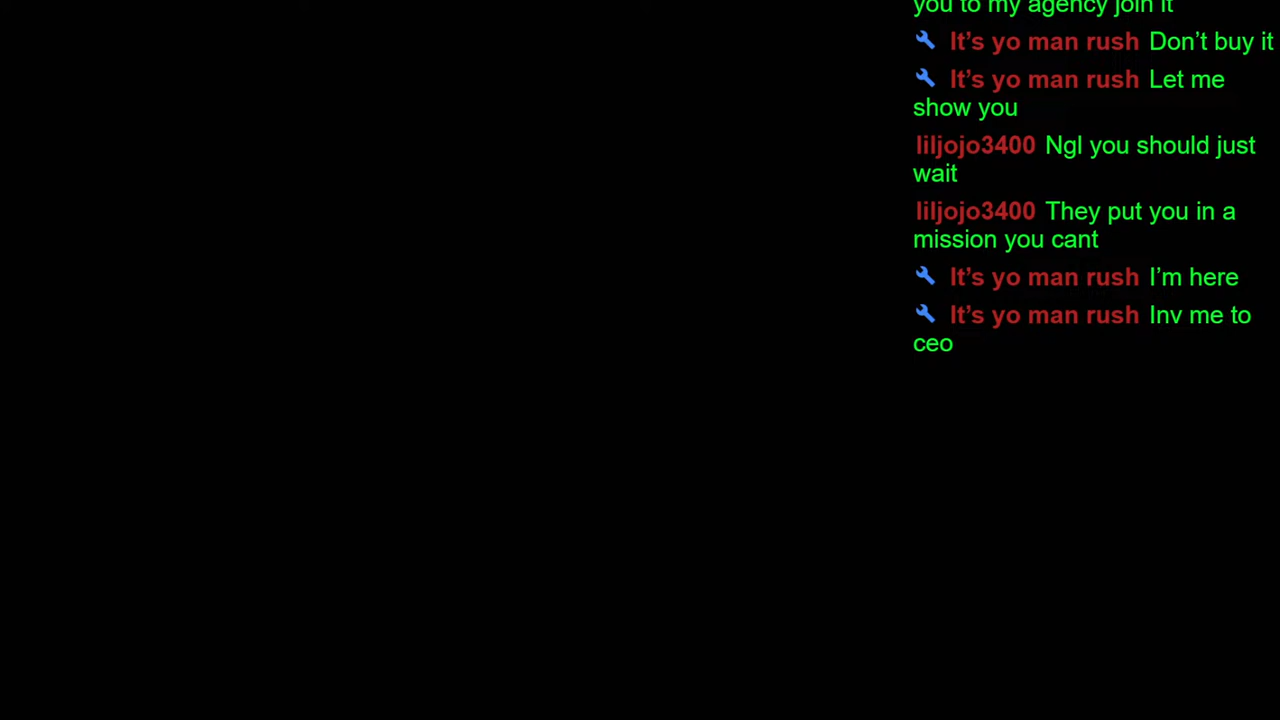 you to my agency join it
It’s yo man rush Don’t buy it
It’s yo man rush Let me
show you
liljojo3400 Ngl you should just
wait
liljojo3400 They put you in a
mission you cant
It’s yo man rush I’m here
It’s yo man rush Inv me to
ceo